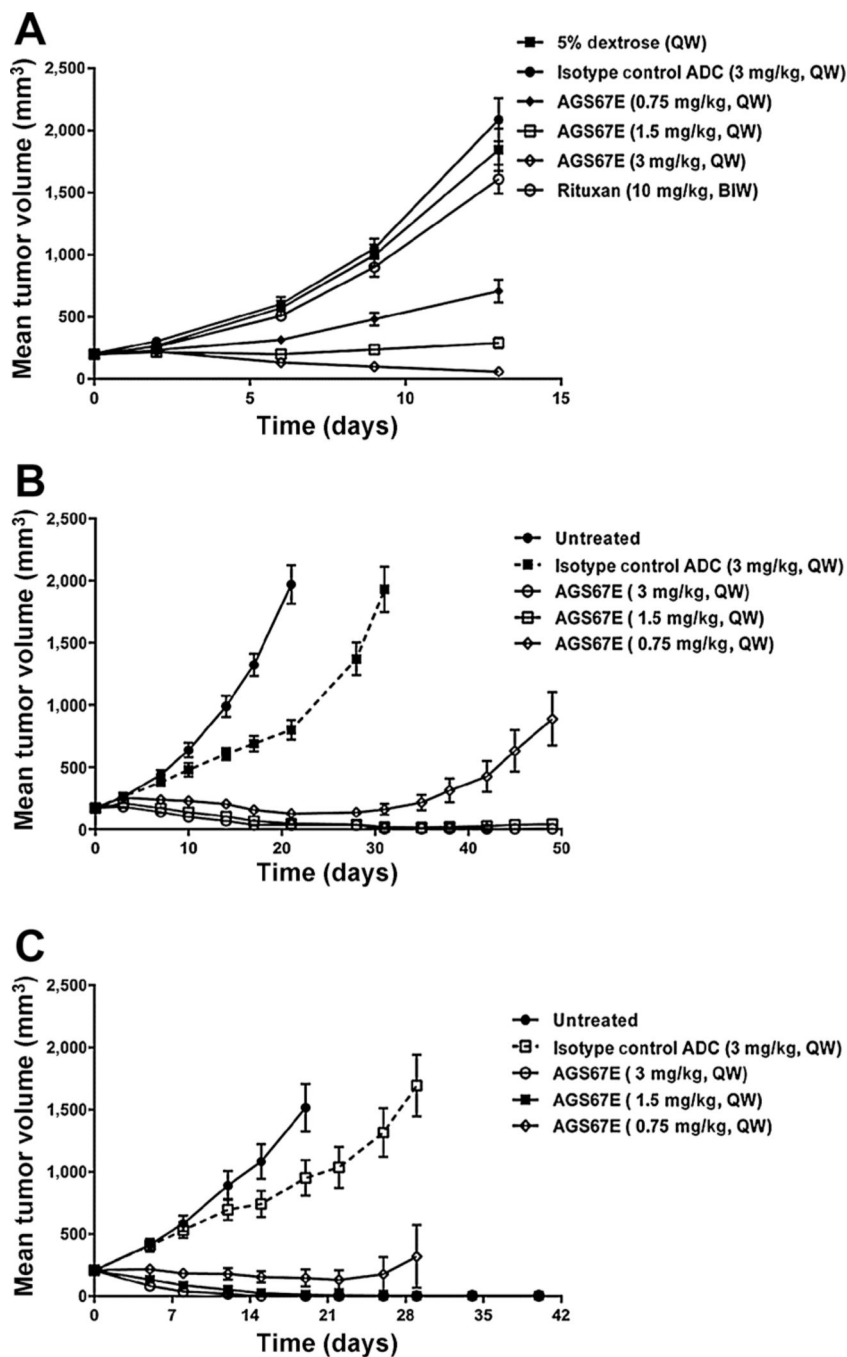 A
5% dextrose (QW)
Isotype control ADC (3 mg/kg, QW)
AGS67E (0.75 mg/kg, QW)
AGS67E (1.5 mg/kg, QW)
AGS67E (3 mg/kg, QW)
Rituxan (10 mg/kg, BIW)
Mean tumor volume (mm³)
2,500
2,000
1,500
1,000
500
0
0 5 10 15
Time (days)
B
Untreated
Isotype control ADC (3 mg/kg, QW)
AGS67E ( 3 mg/kg, QW)
AGS67E ( 1.5 mg/kg, QW)
AGS67E ( 0.75 mg/kg, QW)
Mean tumor volume (mm³)
2,500
2,000
1,500
1,000
500
0
0 10 20 30 40 50
Time (days)
C
Untreated
Isotype control ADC (3 mg/kg, QW)
AGS67E ( 3 mg/kg, QW)
AGS67E ( 1.5 mg/kg, QW)
AGS67E ( 0.75 mg/kg, QW)
Mean tumor volume (mm³)
2,500
2,000
1,500
1,000
500
0
0 7 14 21 28 35 42
Time (days)